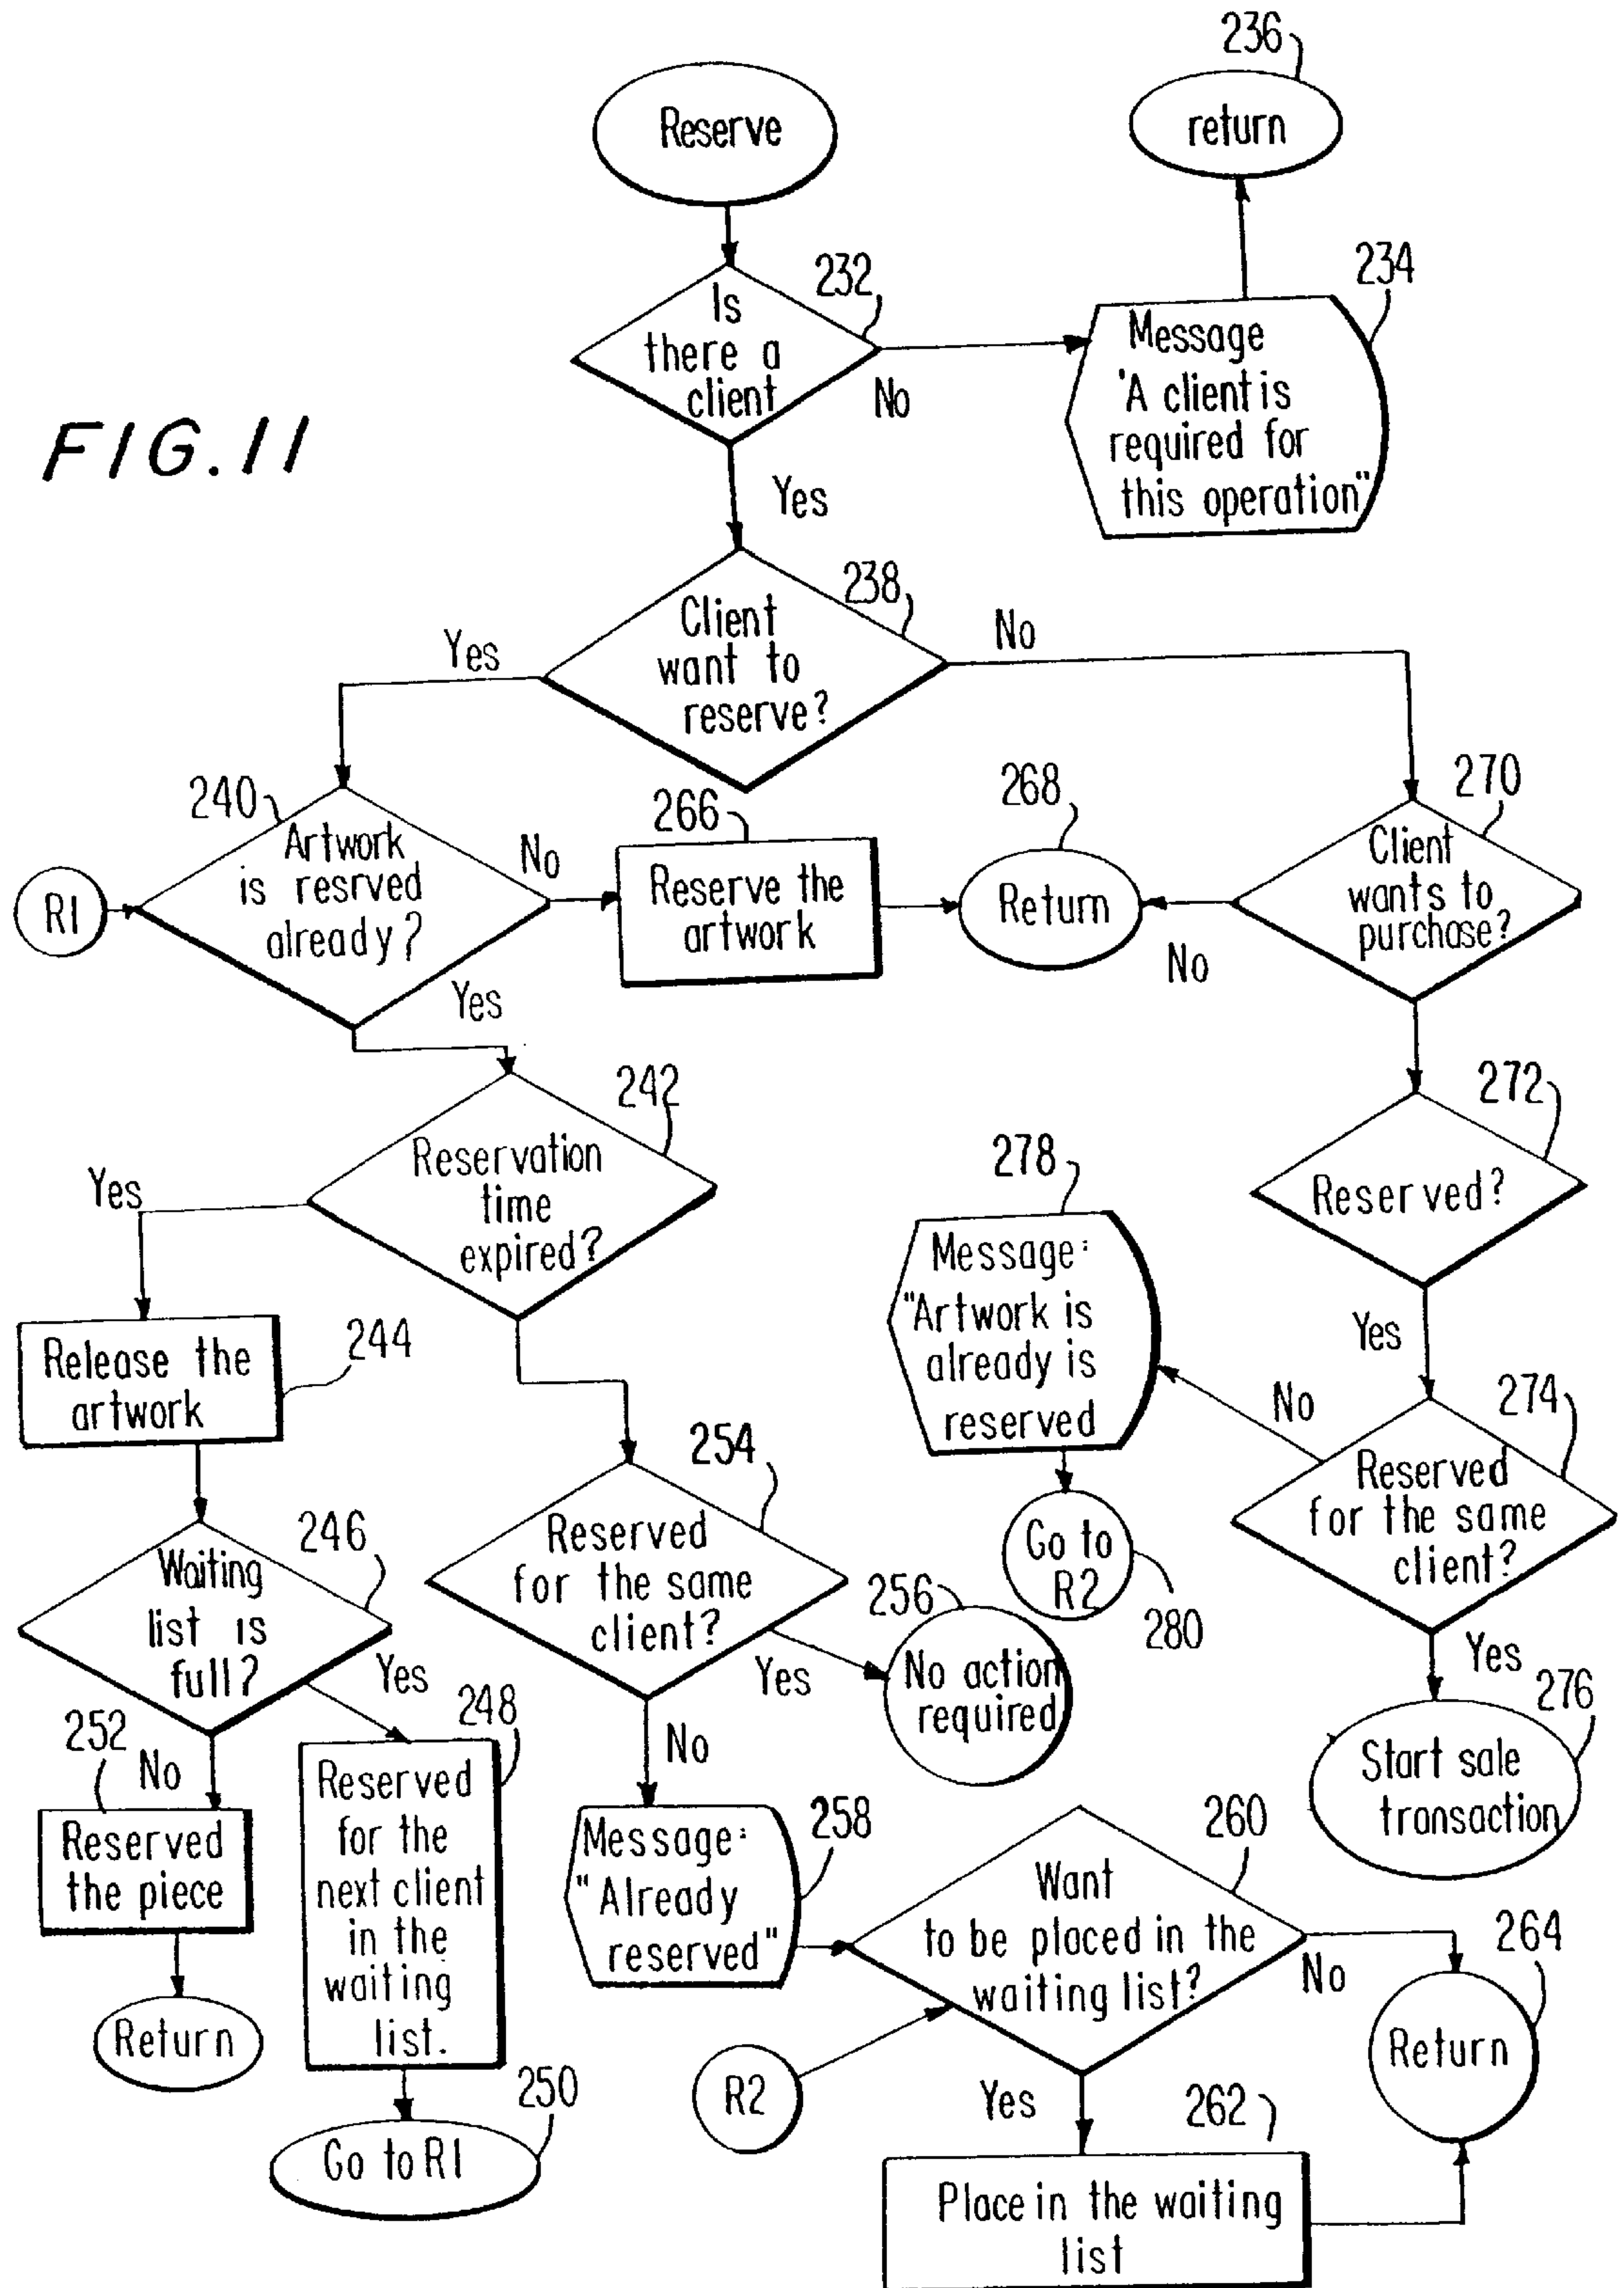 FIG. 11
Reserve
236
return
232
Is
there a
client
No
234
Message
'A client is
required for
this operation"
Yes
238
Client
want to
reserve?
Yes
No
240
Artwork
is resrved
already?
R1
No
Yes
266
Reserve the
artwork
268
Return
270
Client
wants to
purchase?
No
242
Reservation
time
expired?
Yes
272
Reserved?
Yes
278
Message:
"Artwork is
already is
reserved
Go to
R2
280
No
274
Reserved
for the same
client?
Yes
276
Start sale
transaction
244
Release the
artwork
246
Waiting
list is
full?
Yes
No
252
Reserved
the piece
Return
248
Reserved
for the
next client
in the
waiting
list.
250
Go to R1
254
Reserved
for the same
client?
Yes
256
No action
required
No
258
Message:
"Already
reserved"
260
Want
to be placed in the
waiting list?
No
R2
Yes
264
Return
262
Place in the waiting
list